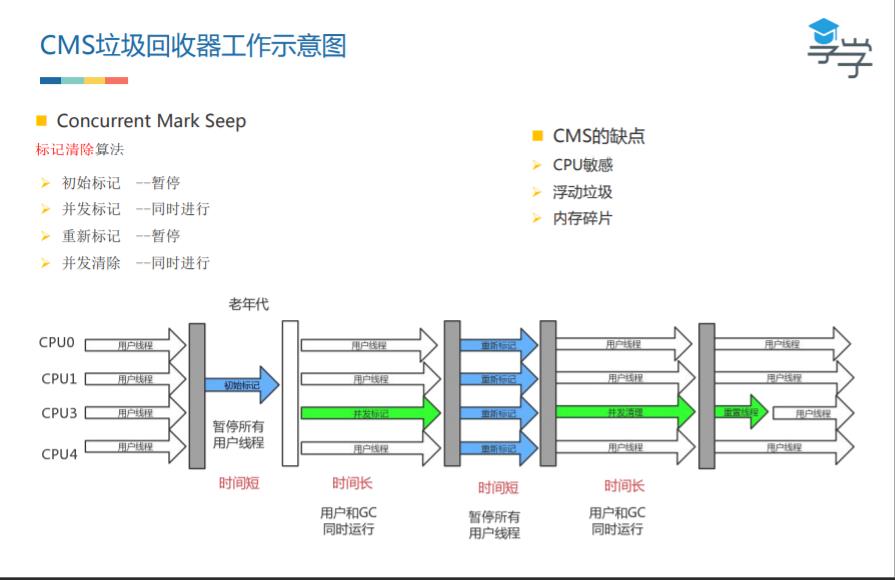 CMS垃圾回收器工作示意图
享学
Concurrent Mark Seep
标记清除算法
初始标记 --暂停
并发标记 --同时进行
重新标记 --暂停
并发清除 --同时进行
CMS的缺点
CPU敏感
浮动垃圾
内存碎片
老年代
CPU0
用户线程
用户线程
重新标记
用户线程
用户线程
CPU1
用户线程
初始标记
用户线程
重新标记
用户线程
用户线程
CPU3
用户线程
并发标记
重新标记
并发清理
重置线程
用户线程
CPU4
用户线程
用户线程
重新标记
用户线程
用户线程
暂停所有
用户线程
时间短
时间长
用户和GC
同时运行
时间短
暂停所有
用户线程
时间长
用户和GC
同时运行